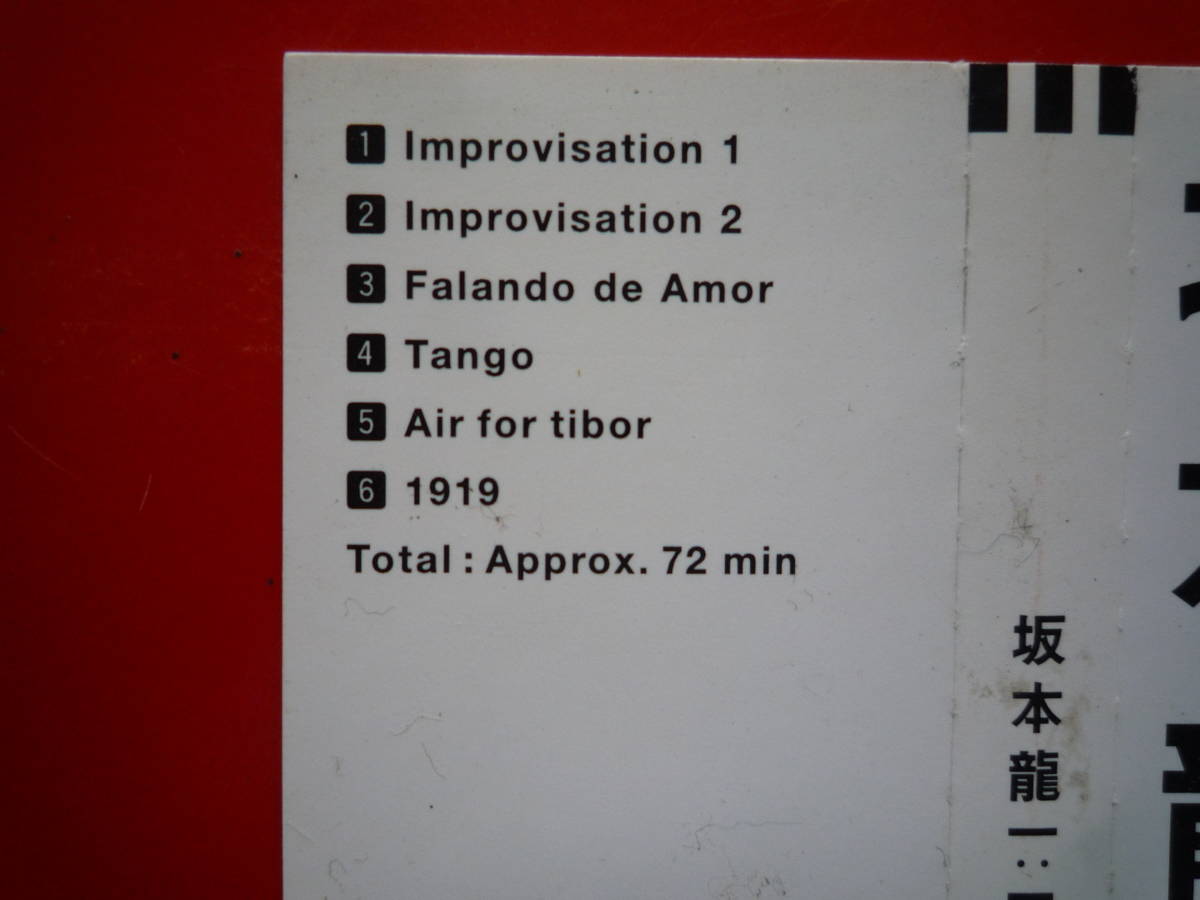 1 Improvisation 1
2 Improvisation 2
3 Falando de Amor
4 Tango
5 Air for tibor
6 1919
Total : Approx. 72 min
坂本龍一: